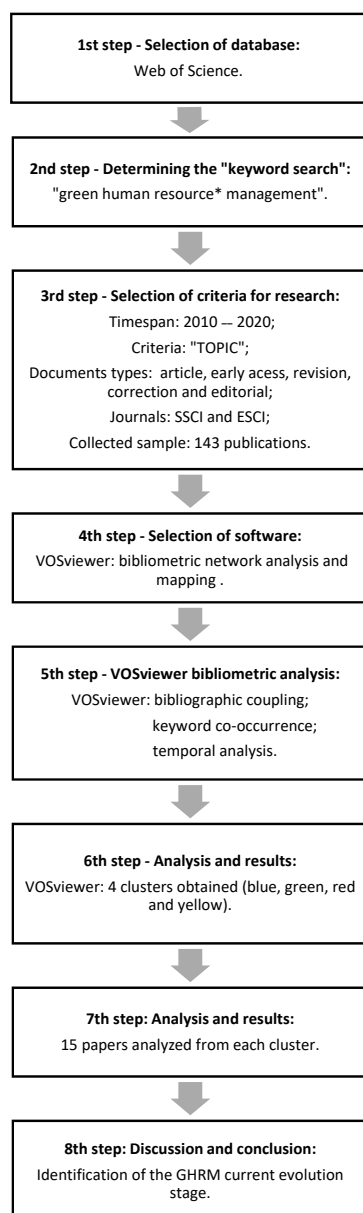 1st step - Selection of database:
Web of Science.
2nd step - Determining the "keyword search":
"green human resource* management".
3rd step - Selection of criteria for research:
Timespan: 2010 -- 2020;
Criteria: "TOPIC";
Documents types: article, early acess, revision,
correction and editorial;
Journals: SSCI and ESCI;
Collected sample: 143 publications.
4th step - Selection of software:
VOSviewer: bibliometric network analysis and
mapping .
5th step - VOSviewer bibliometric analysis:
VOSviewer: bibliographic coupling;
keyword co-occurrence;
temporal analysis.
6th step - Analysis and results:
VOSviewer: 4 clusters obtained (blue, green, red
and yellow).
7th step: Analysis and results:
15 papers analyzed from each cluster.
8th step: Discussion and conclusion:
Identification of the GHRM current evolution
stage.